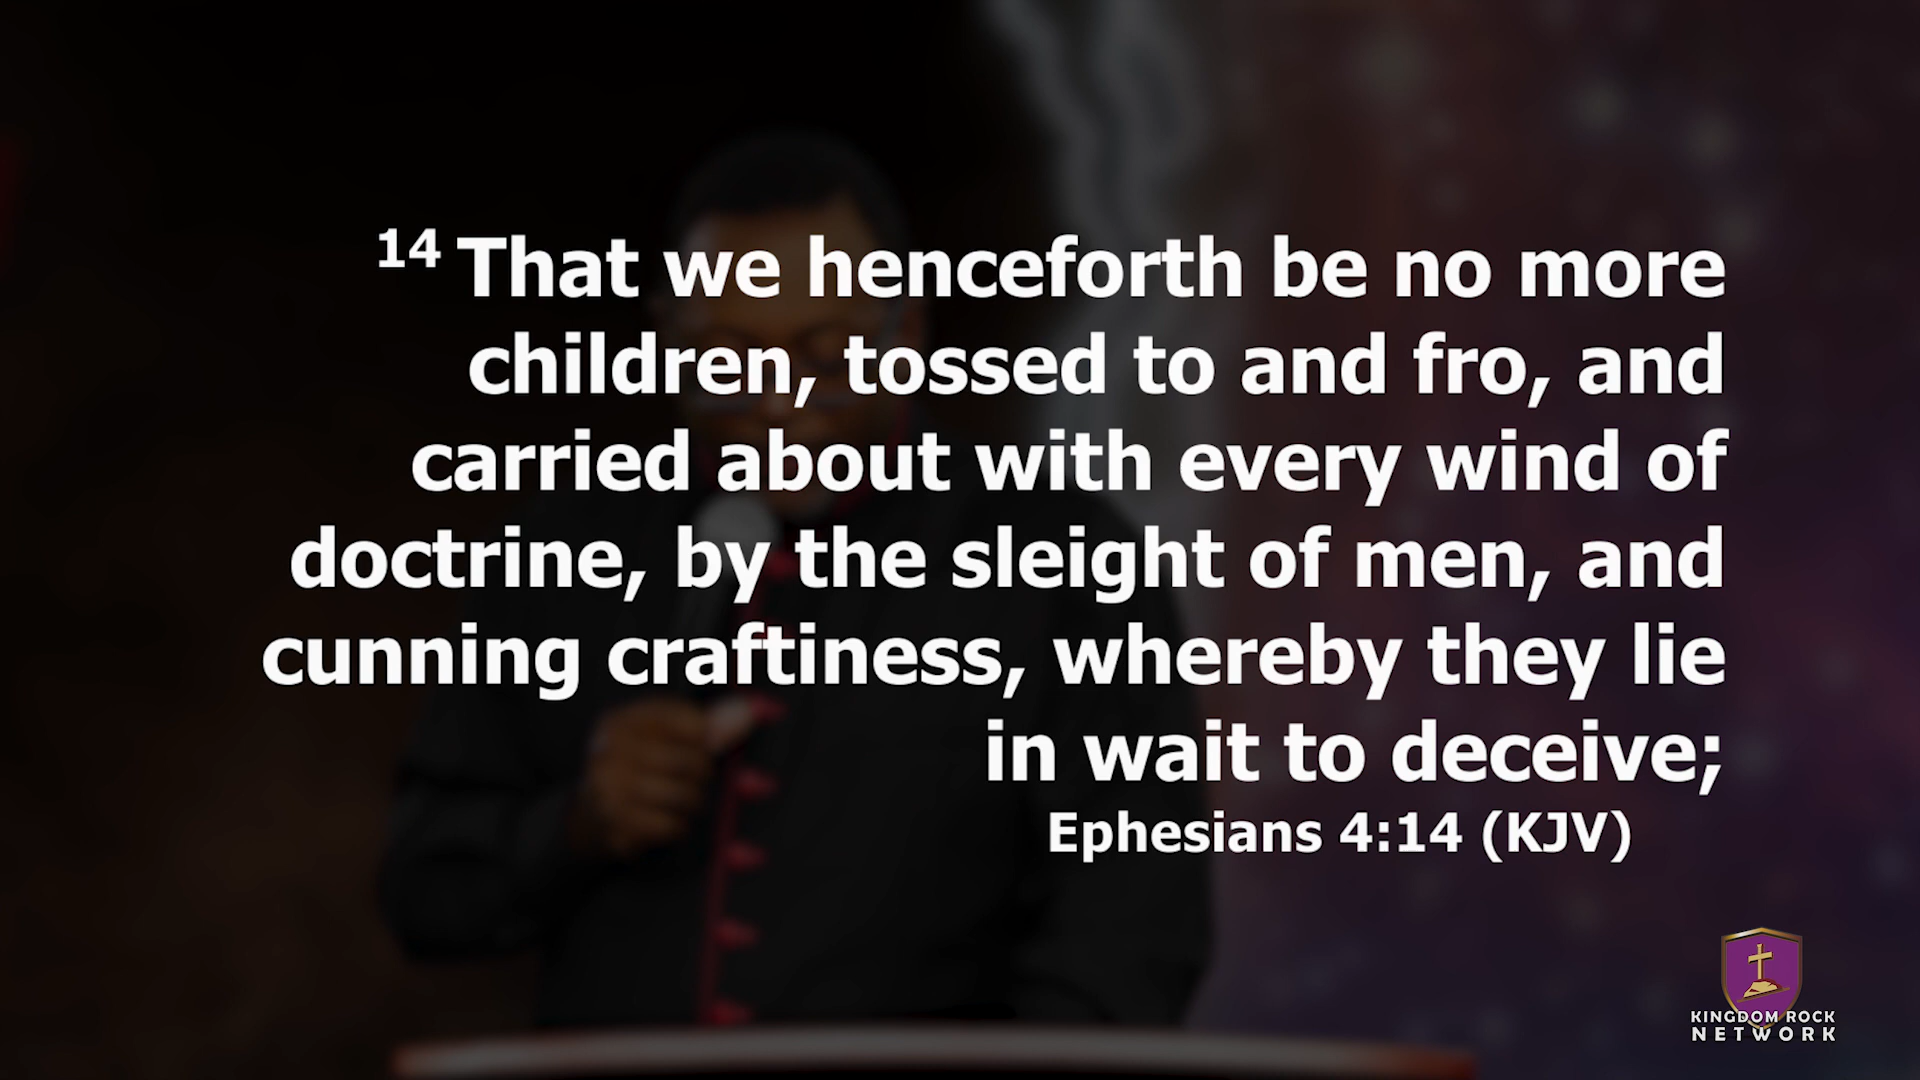 14 That we henceforth be no more
children, tossed to and fro, and
carried about with every wind of
doctrine, by the sleight of men, and
cunning craftiness, whereby they lie
in wait to deceive;
Ephesians 4:14 (KJV)
KINGDOM ROCK
NETWORK